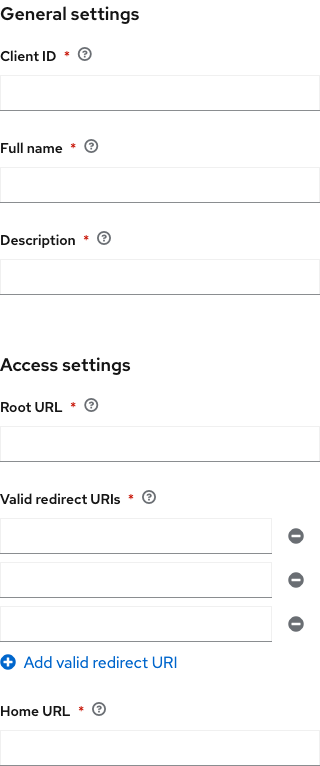 General settings
Client ID *
Full name *
Description *
Access settings
Root URL *
Valid redirect URIs *
Add valid redirect URI
Home URL *